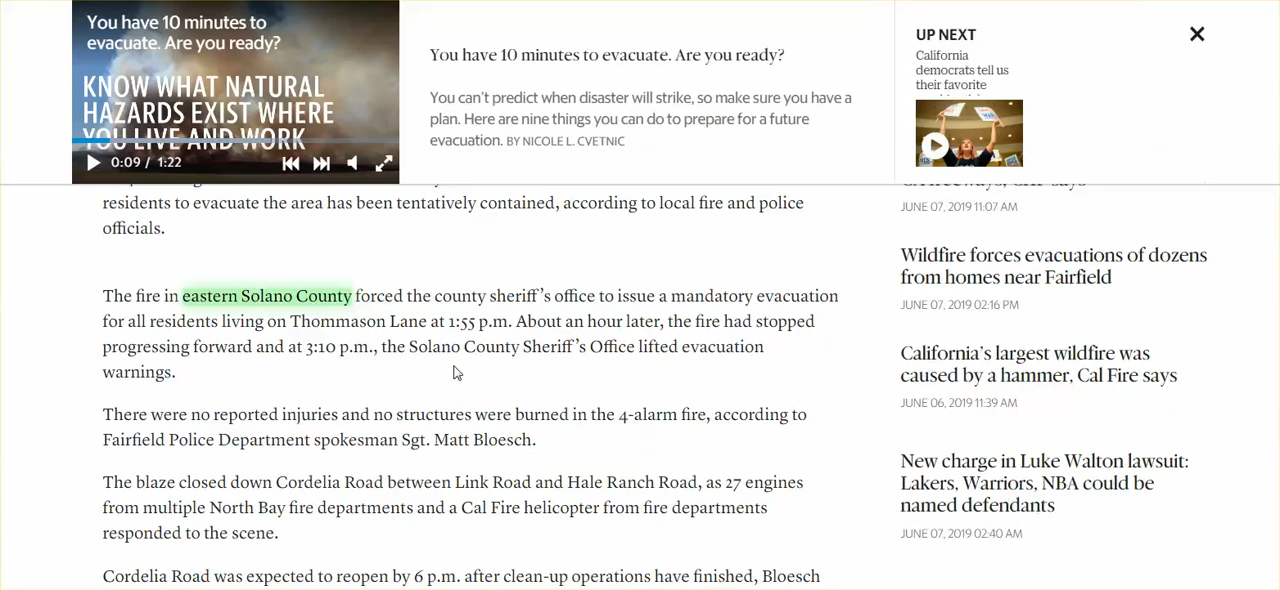 You have 10 minutes to
evacuate. Are you ready?
KNOW WHAT NATURAL
HAZARDS EXIST WHERE
YOU LIVE AND WORK
0:09 / 1:22
You have 10 minutes to evacuate. Are you ready?
You can't predict when disaster will strike, so make sure you have a
plan. Here are nine things you can do to prepare for a future
evacuation. BY NICOLE L. CVETNIC
UP NEXT
California
democrats tell us
their favorite
residents to evacuate the area has been tentatively contained, according to local fire and police
officials.
The fire in eastern Solano County forced the county sheriff's office to issue a mandatory evacuation
for all residents living on Thommason Lane at 1:55 p.m. About an hour later, the fire had stopped
progressing forward and at 3:10 p.m., the Solano County Sheriff's Office lifted evacuation
warnings.
There were no reported injuries and no structures were burned in the 4-alarm fire, according to
Fairfield Police Department spokesman Sgt. Matt Bloesch.
The blaze closed down Cordelia Road between Link Road and Hale Ranch Road, as 27 engines
from multiple North Bay fire departments and a Cal Fire helicopter from fire departments
responded to the scene.
Cordelia Road was expected to reopen by 6 p.m. after clean-up operations have finished, Bloesch
JUNE 07, 2019 11:07 AM
Wildfire forces evacuations of dozens
from homes near Fairfield
JUNE 07, 2019 02:16 PM
California's largest wildfire was
caused by a hammer, Cal Fire says
JUNE 06, 2019 11:39 AM
New charge in Luke Walton lawsuit:
Lakers, Warriors, NBA could be
named defendants
JUNE 07, 2019 02:40 AM